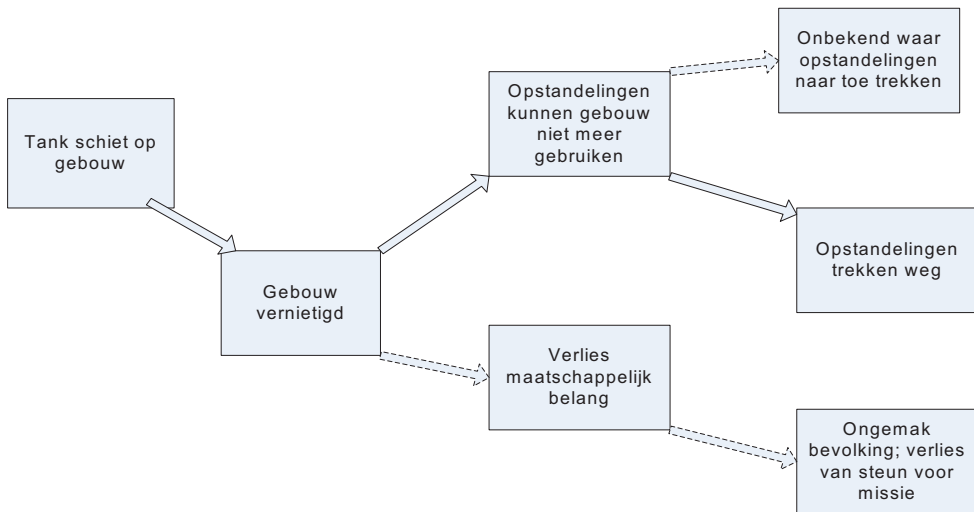 Tank schiet op
gebouw
Gebouw
vernietigd
Opstandelingen
kunnen gebouw
niet meer
gebruiken
Onbekend waar
opstandelingen
naar toe trekken
Opstandelingen
trekken weg
Verlies
maatschappelijk
belang
Ongemak
bevolking; verlies
van steun voor
missie